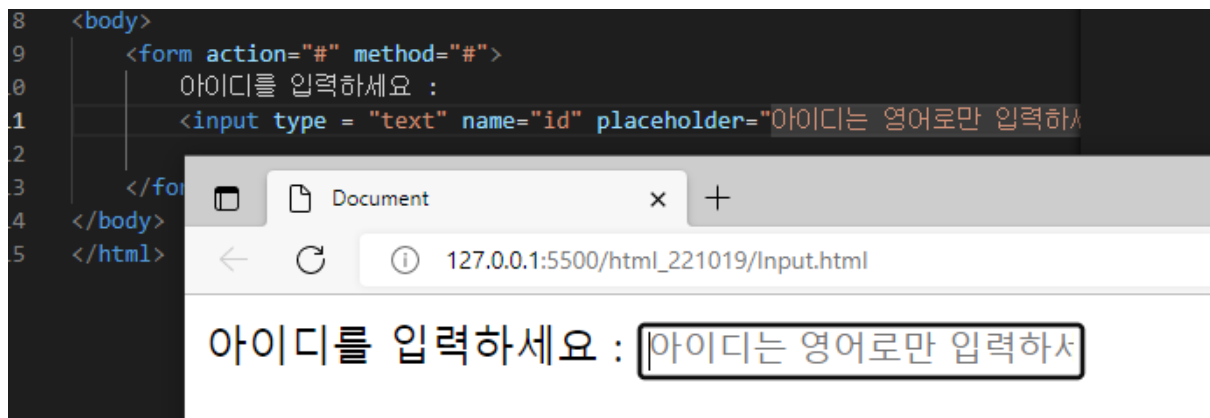 8 <body>
9 <form action="#" method="#">
10 아이디를 입력하세요 :
11 <input type = "text" name="id" placeholder="아이디는 영어로만 입력하
12
13 </for
14 </body>
15 </html>
Document
127.0.0.1:5500/html_221019/Input.html
아이디를 입력하세요 : 아이디는 영어로만 입력하